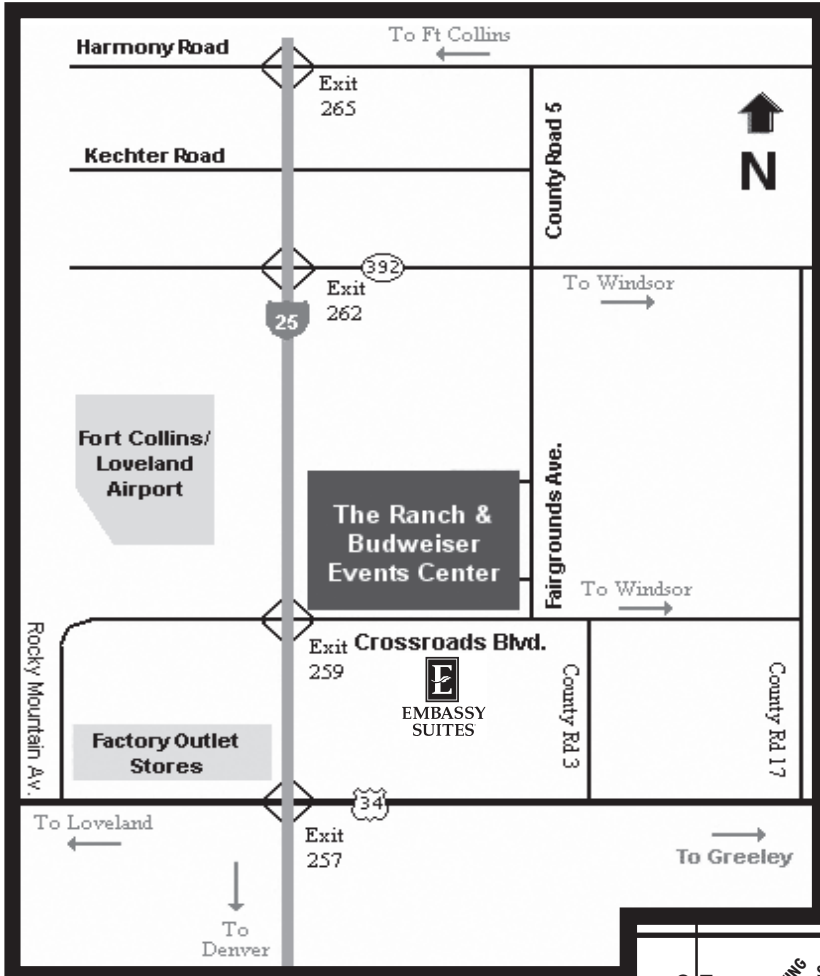 Harmony Road
To Ft Collins
Exit
265
County Road 5
N
Kechter Road
392
Exit
262
To Windsor
25
Fort Collins/
Loveland
Airport
The Ranch &
Budweiser
Events Center
Fairgrounds Ave.
To Windsor
Rocky Mountain Av.
Exit
259
Crossroads Blvd.
E
EMBASSY
SUITES
County Rd 3
County Rd 17
Factory Outlet
Stores
34
To Loveland
Exit
257
To Greeley
To
Denver